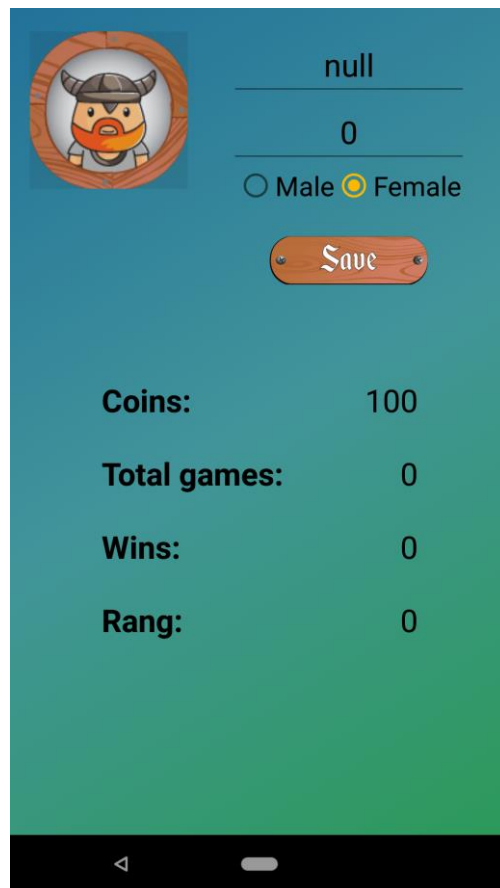 null
0
Male Female
Save
Coins: 100
Total games: 0
Wins: 0
Rang: 0